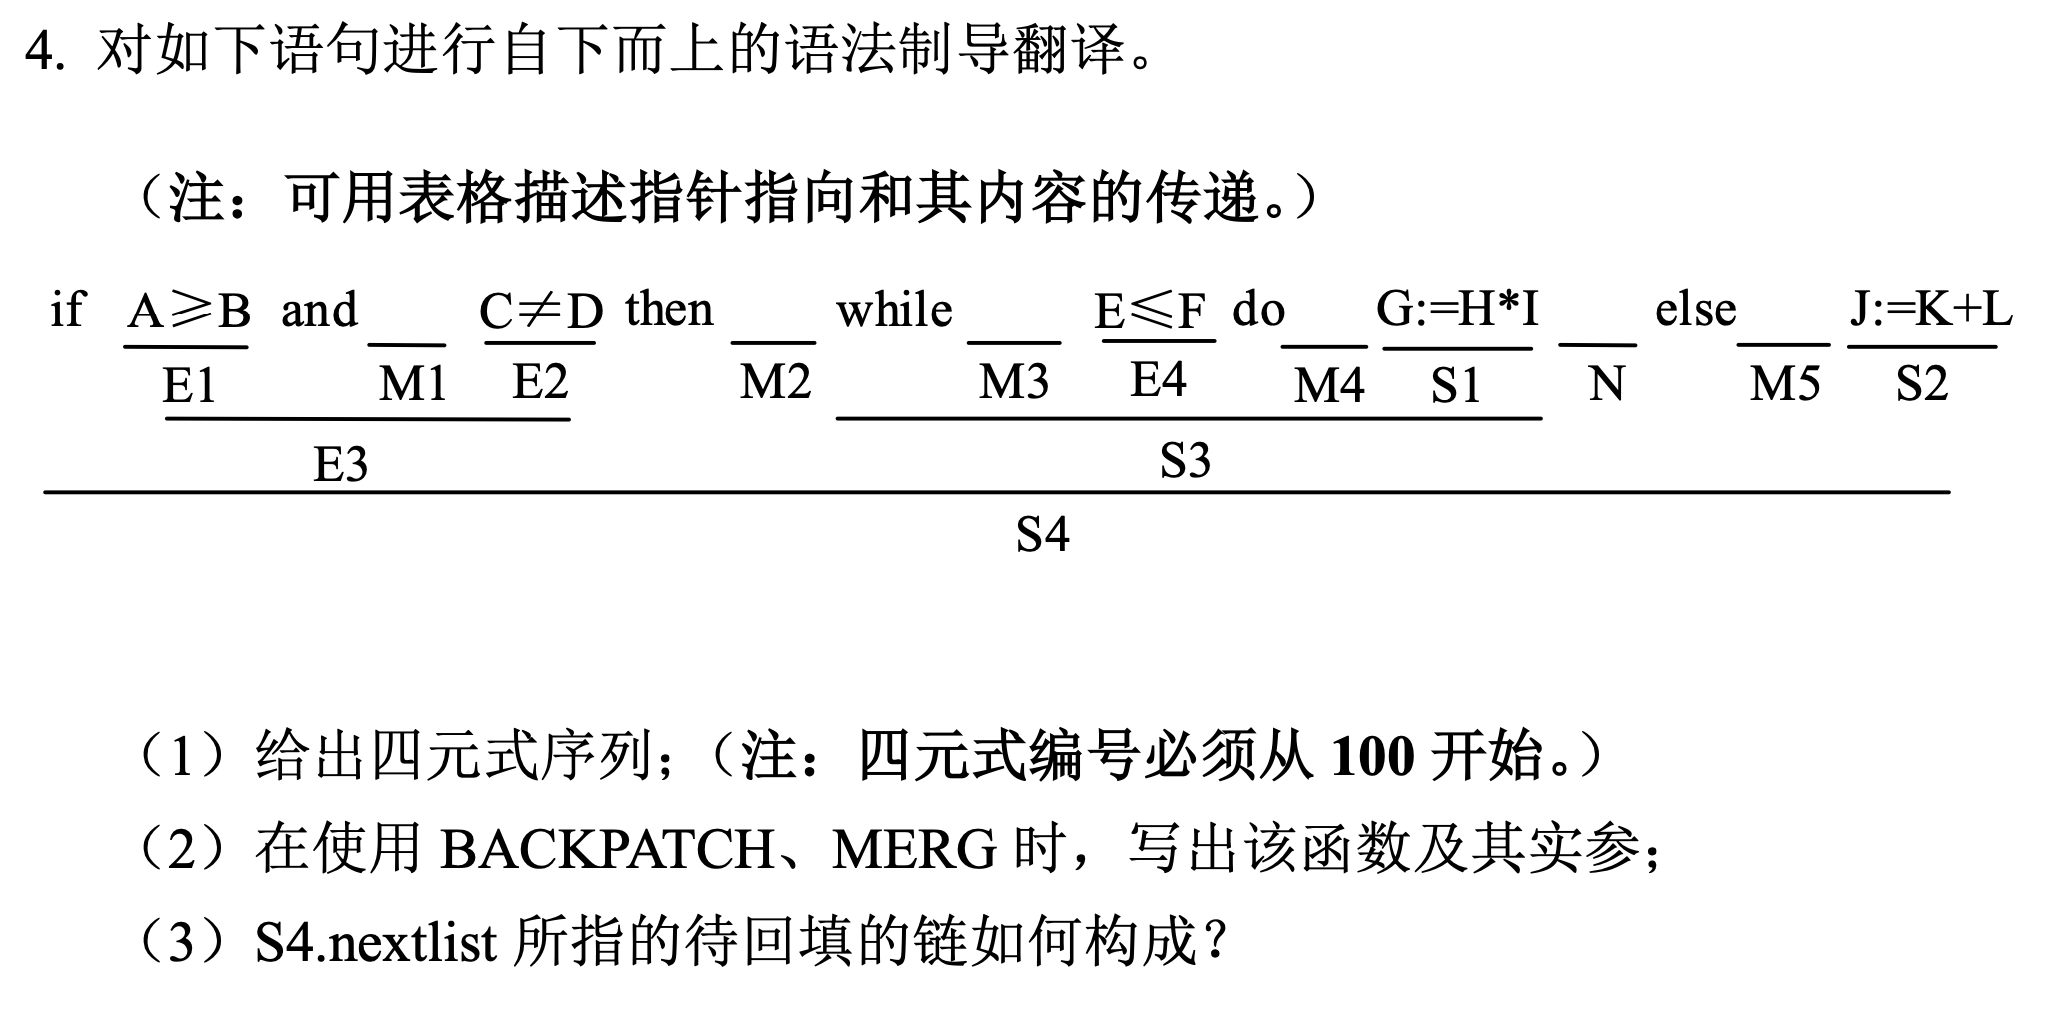 4. 对如下语句进行自下而上的语法制导翻译。
（注：可用表格描述指针指向和其内容的传递。）
if A≥B and ___ C≠D then ___ while ___ E≤F do ___ G:=H*I ___ else ___ J:=K+L
E1 M1 E2 M2 M3 E4 M4 S1 N M5 S2
E3 S3
S4
（1）给出四元式序列；（注：四元式编号必须从 100 开始。）
（2）在使用 BACKPATCH、MERG 时，写出该函数及其实参；
（3）S4.nextlist 所指的待回填的链如何构成？